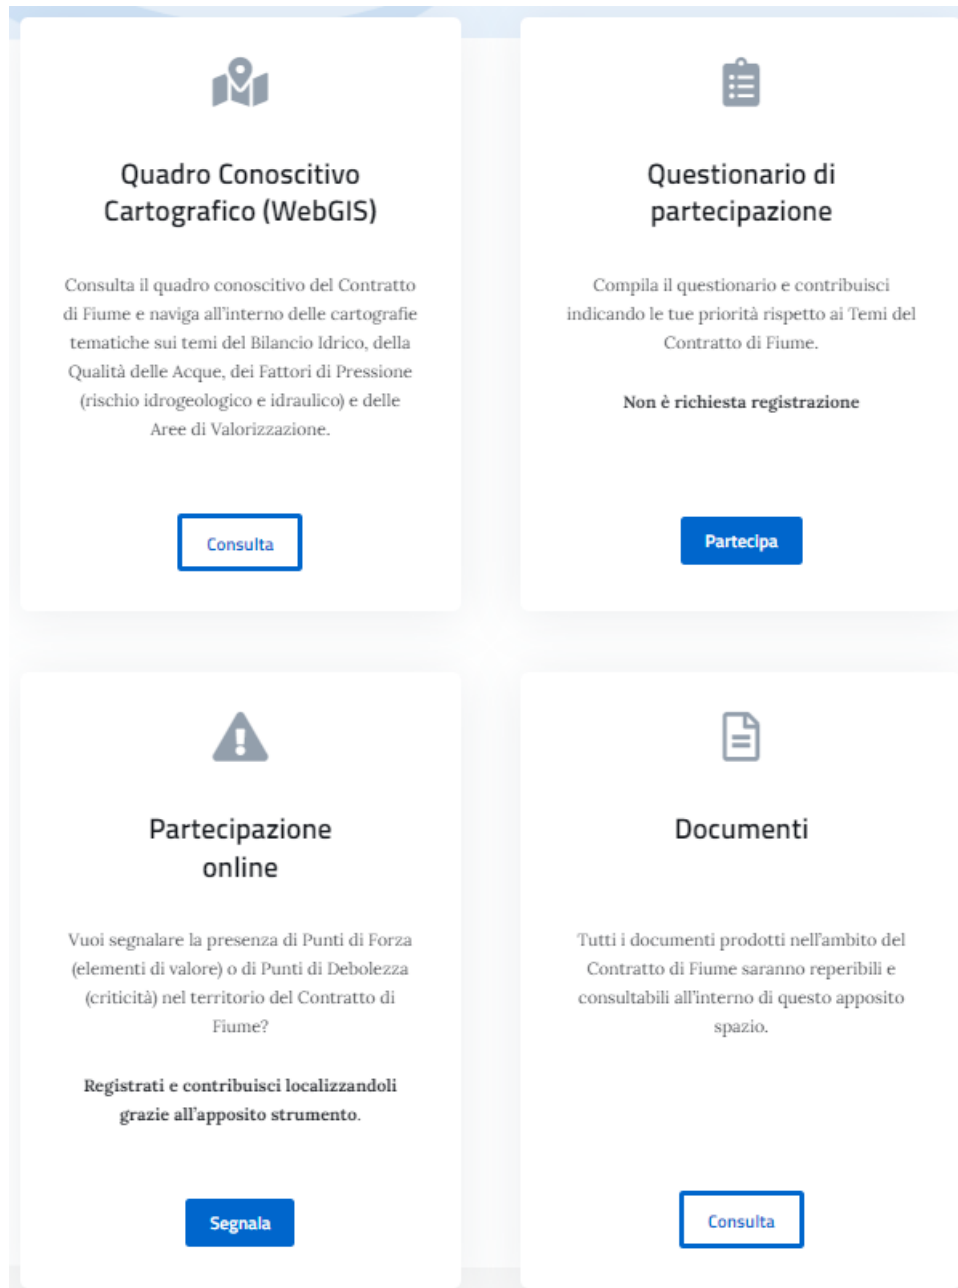 Quadro Conoscitivo
Cartografico (WebGIS)
Consulta il quadro conoscitivo del Contratto
di Fiume e naviga all'interno delle cartografie
tematiche sui temi del Bilancio Idrico, della
Qualità delle Acque, dei Fattori di Pressione
(rischio idrogeologico e idraulico) e delle
Aree di Valorizzazione.
Consulta
Questionario di
partecipazione
Compila il questionario e contribuisci
indicando le tue priorità rispetto ai Temi del
Contratto di Fiume.
Non è richiesta registrazione
Partecipa
Partecipazione
online
Vuoi segnalare la presenza di Punti di Forza
(elementi di valore) o di Punti di Debolezza
(criticità) nel territorio del Contratto di
Fiume?
Registrati e contribuisci localizzandoli
grazie all'apposito strumento.
Segnala
Documenti
Tutti i documenti prodotti nell'ambito del
Contratto di Fiume saranno reperibili e
consultabili all'interno di questo apposito
spazio.
Consulta